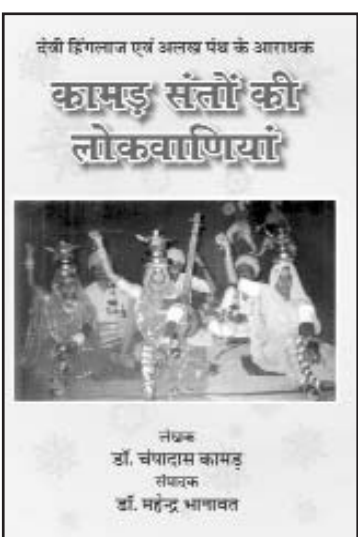 देवी हिंगलाज एवं अलख पंथ के आराधक
कामड़ संतों की
लोकवाणियां
लेखक
डॉ. चंपादास कामड़
संपादक
डॉ. महेन्द्र भानावत